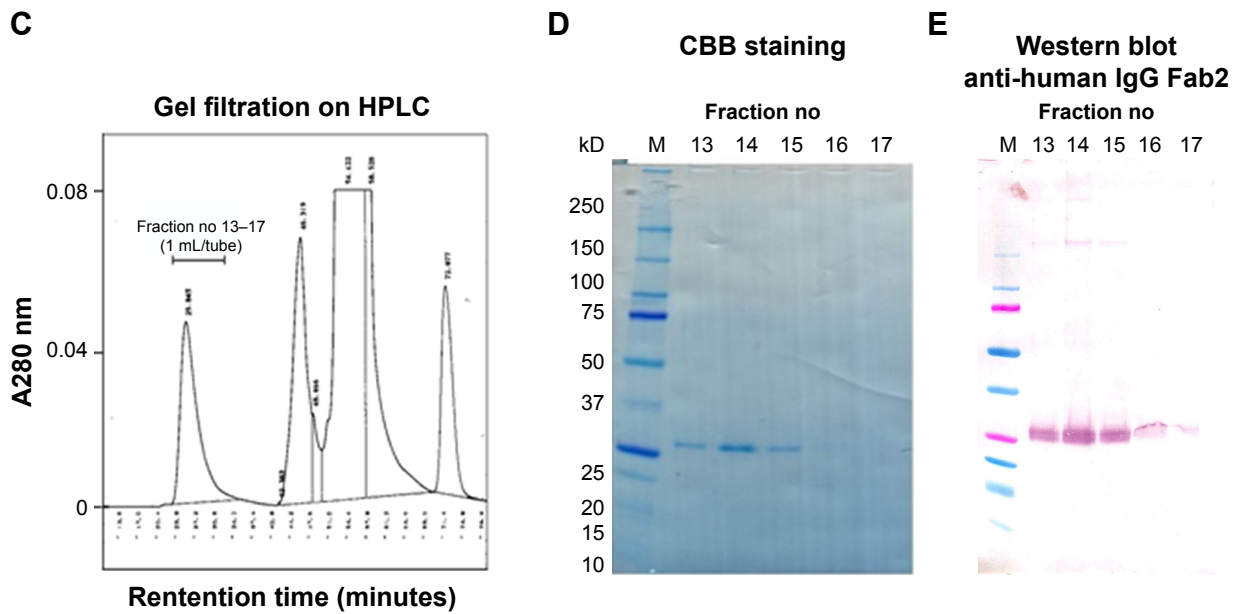 C
Gel filtration on HPLC
0.08
Fraction no 13–17
(1 mL/tube)
0.04
A280 nm
0
Rentention time (minutes)
D
CBB staining
Fraction no
kD M 13 14 15 16 17
250
150
100
75
50
37
25
20
15
10
E
Western blot
anti-human IgG Fab2
Fraction no
M 13 14 15 16 17